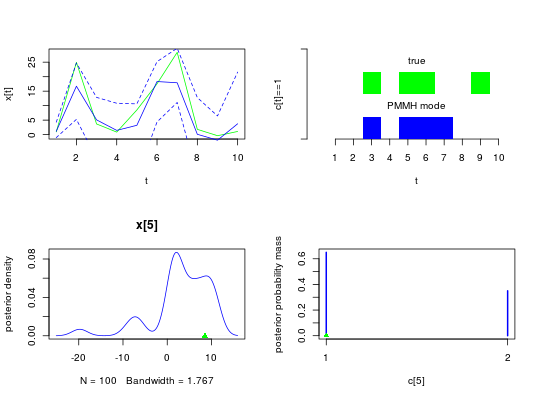 x[t]
0 5 15 25
2 4 6 8 10
t
c[t]==1
true
PMMH mode
1 2 3 4 5 6 7 8 9 10
t
x[5]
posterior density
0.00 0.04 0.08
-20 -10 0 10
N = 100 Bandwidth = 1.767
posterior probability mass
0.0 0.2 0.4 0.6
1 2
c[5]